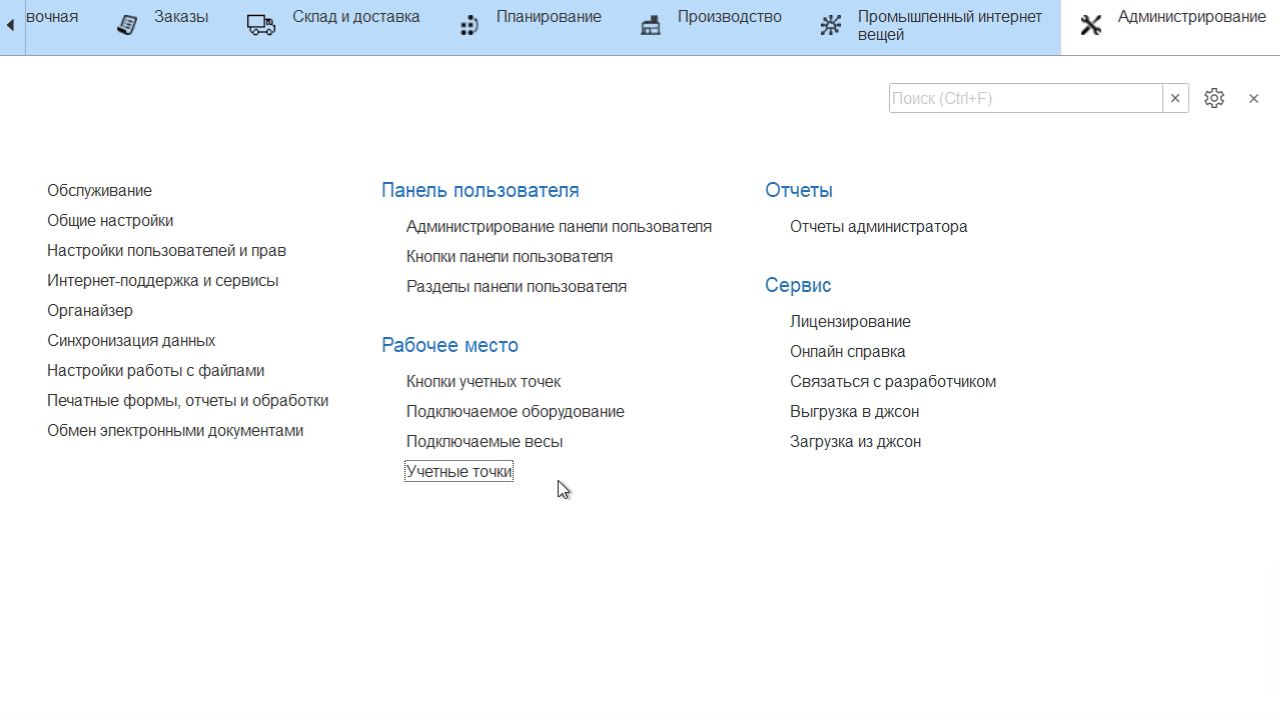 вочная
Заказы
Склад и доставка
Планирование
Производство
Промышленный интернет
вещей
Администрирование
Поиск (Ctrl+F)
Обслуживание
Общие настройки
Настройки пользователей и прав
Интернет-поддержка и сервисы
Органайзер
Синхронизация данных
Настройки работы с файлами
Печатные формы, отчеты и обработки
Обмен электронными документами
Панель пользователя
Администрирование панели пользователя
Кнопки панели пользователя
Разделы панели пользователя
Рабочее место
Кнопки учетных точек
Подключаемое оборудование
Подключаемые весы
Учетные точки
Отчеты
Отчеты администратора
Сервис
Лицензирование
Онлайн справка
Связаться с разработчиком
Выгрузка в джсон
Загрузка из джсон